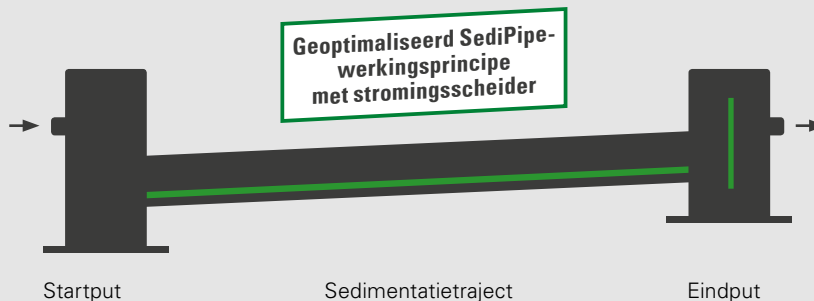 Geoptimaliseerd SediPipe-
werkingsprincipe
met stromingsscheider
Startput
Sedimentatietraject
Eindput